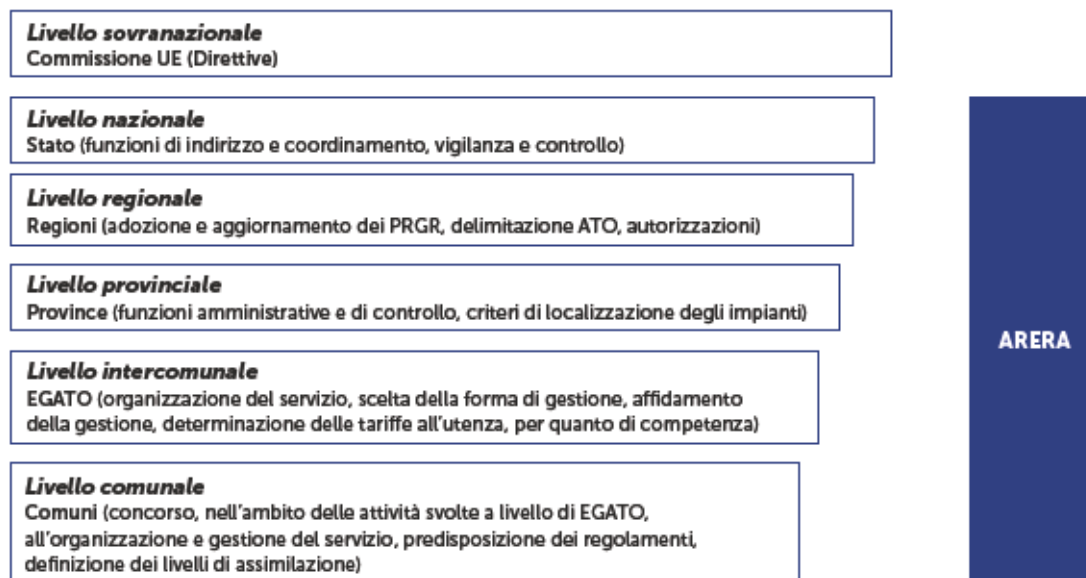 Livello sovranazionale
Commissione UE (Direttive)
Livello nazionale
Stato (funzioni di indirizzo e coordinamento, vigilanza e controllo)
Livello regionale
Regioni (adozione e aggiornamento dei PRGR, delimitazione ATO, autorizzazioni)
Livello provinciale
Province (funzioni amministrative e di controllo, criteri di localizzazione degli impianti)
Livello intercomunale
EGATO (organizzazione del servizio, scelta della forma di gestione, affidamento
della gestione, determinazione delle tariffe all'utenza, per quanto di competenza)
Livello comunale
Comuni (concorso, nell'ambito delle attività svolte a livello di EGATO,
all'organizzazione e gestione del servizio, predisposizione dei regolamenti,
definizione dei livelli di assimilazione)
ARERA